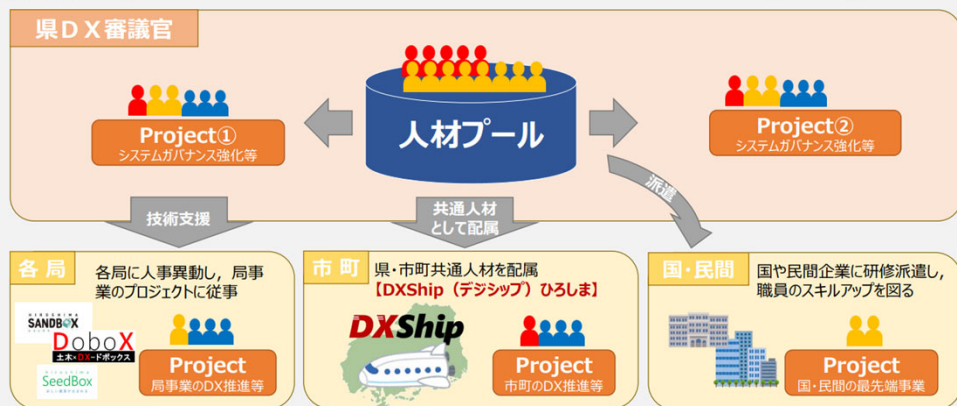 県DX審議官
人材プール
Project①
システムガバナンス強化等
Project②
システムガバナンス強化等
技術支援
共通人材
として配属
派遣
各局
各局に人事異動し，局事
業のプロジェクトに従事
HIROSHIMA
SANDBOX
DoboX
土木×DX-ドボックス
Hiroshima
SeedBox
Project
局事業のDX推進等
市町
県・市町共通人材を配属
【DXShip（デジシップ）ひろしま】
DXShip
Project
市町のDX推進等
国・民間
国や民間企業に研修派遣し，
職員のスキルアップを図る
Project
国・民間の最先端事業